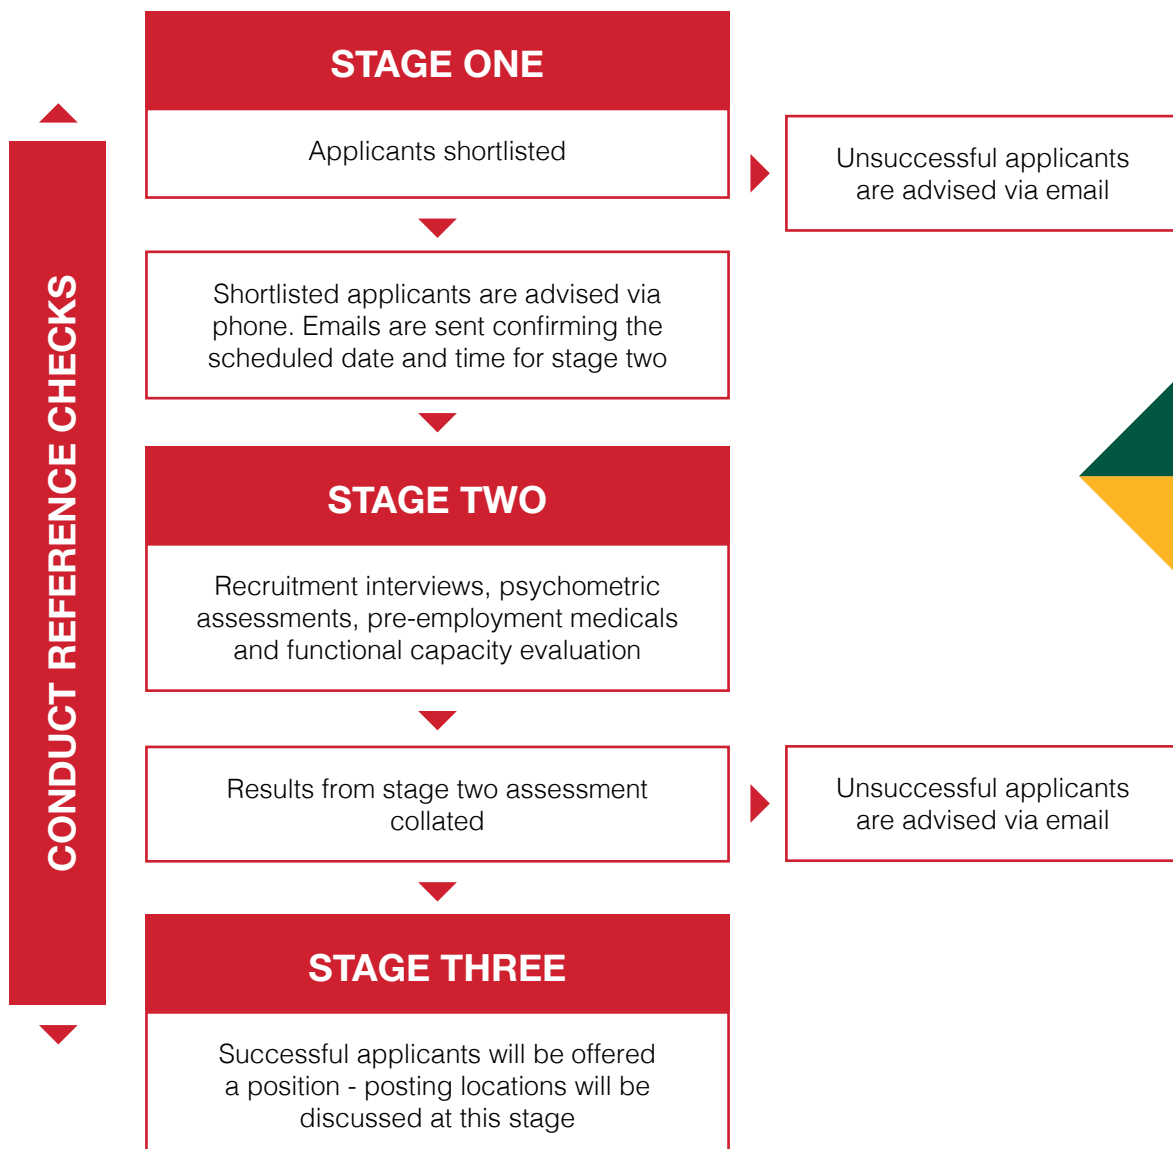 STAGE ONE
Applicants shortlisted
Unsuccessful applicants
are advised via email
Shortlisted applicants are advised via
phone. Emails are sent confirming the
scheduled date and time for stage two
CONDUCT REFERENCE CHECKS
STAGE TWO
Recruitment interviews, psychometric
assessments, pre-employment medicals
and functional capacity evaluation
Results from stage two assessment
collated
Unsuccessful applicants
are advised via email
STAGE THREE
Successful applicants will be offered
a position - posting locations will be
discussed at this stage